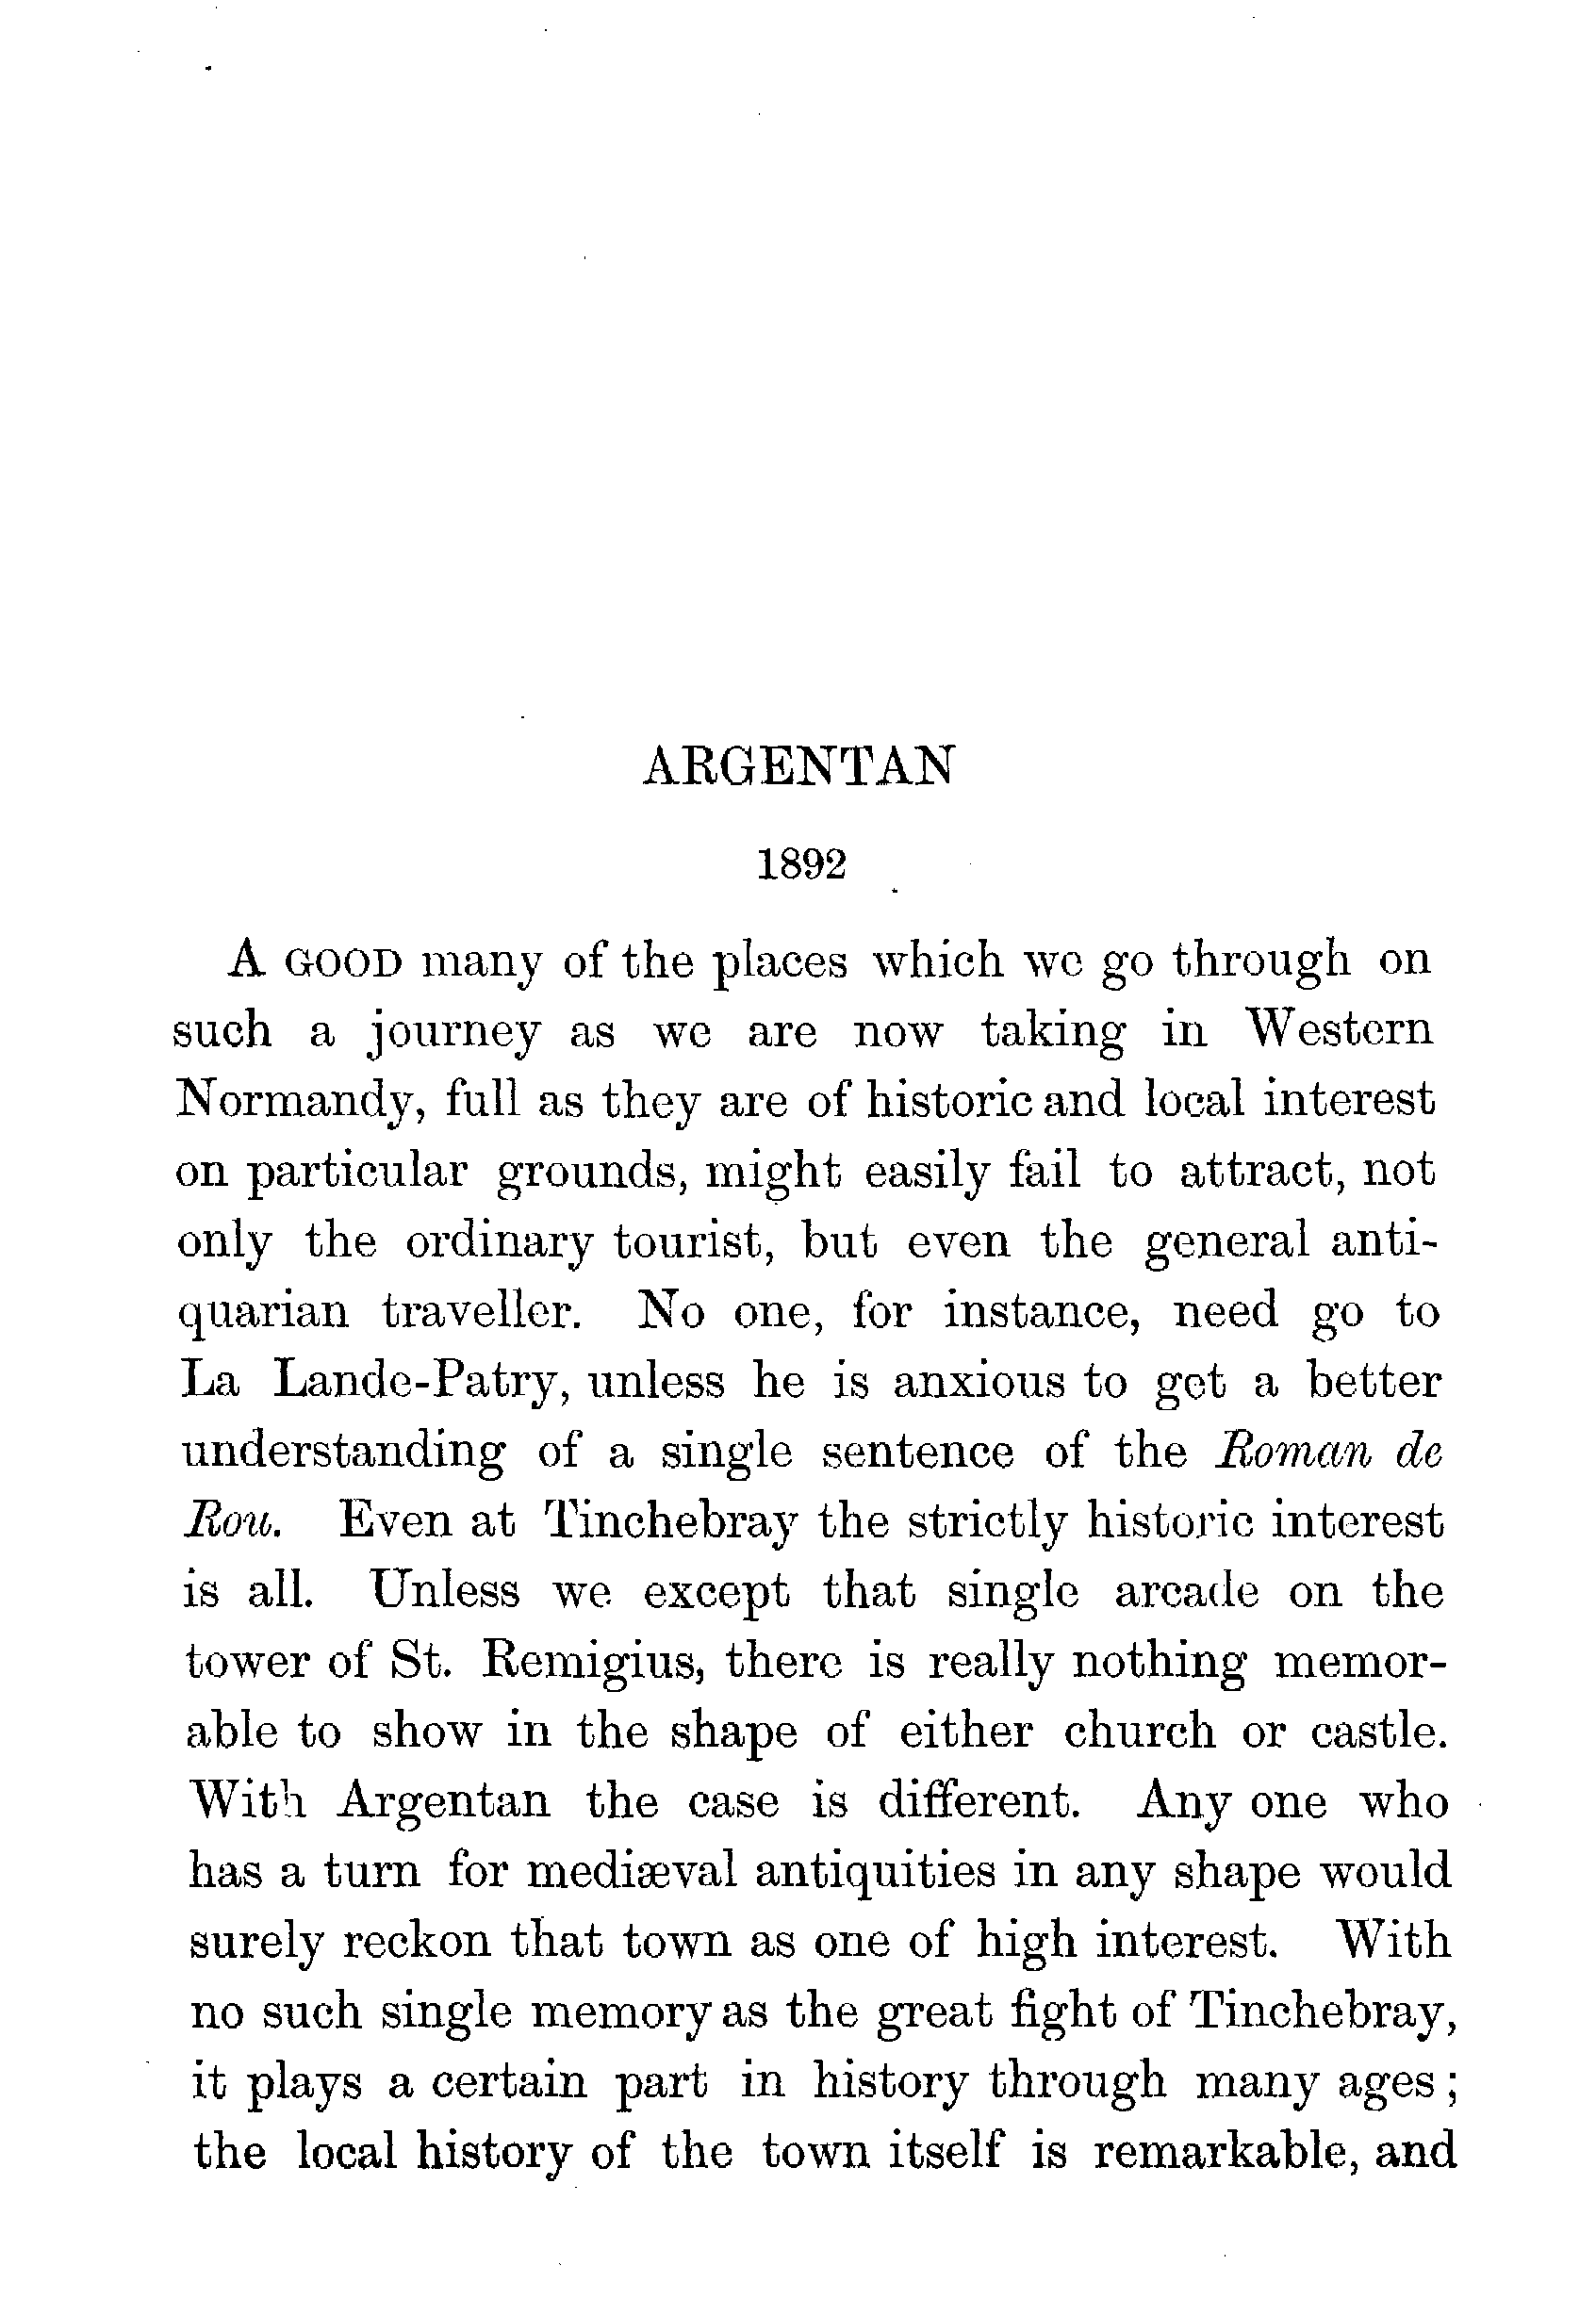 ARGENTAN
1892
A GOOD many of the places which we go through on
such a journey as we are now taking in Western
Normandy, full as they are of historic and local interest
on particular grounds, might easily fail to attract, not
only the ordinary tourist, but even the general anti-
quarian traveller. No one, for instance, need go to
La Lande-Patry, unless he is anxious to get a better
understanding of a single sentence of the Roman de
Rou. Even at Tinchebray the strictly historic interest
is all. Unless we except that single arcade on the
tower of St. Remigius, there is really nothing memor-
able to show in the shape of either church or castle.
With Argentan the case is different. Any one who
has a turn for mediæval antiquities in any shape would
surely reckon that town as one of high interest. With
no such single memory as the great fight of Tinchebray,
it plays a certain part in history through many ages;
the local history of the town itself is remarkable, and